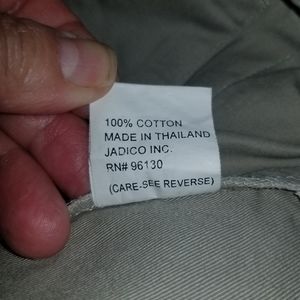 100% COTTON
MADE IN THAILAND
JADICO INC.
RN# 96130
(CARE-SEE REVERSE)